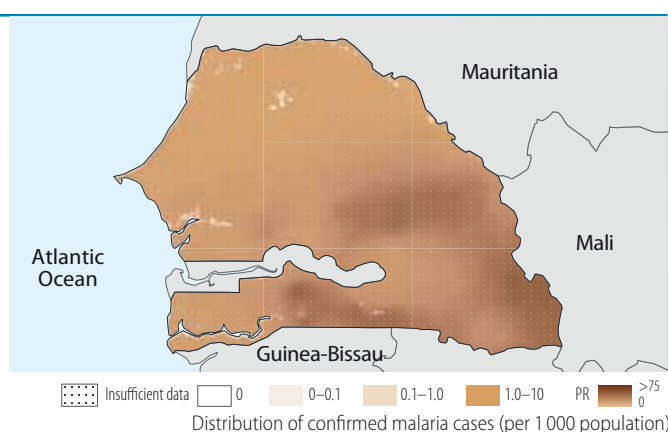 Mauritania
Mali
Atlantic
Ocean
Guinea-Bissau
Insufficient data 0 0–0.1 0.1–1.0 1.0–10 PR >75
0
Distribution of confirmed malaria cases (per 1 000 population)